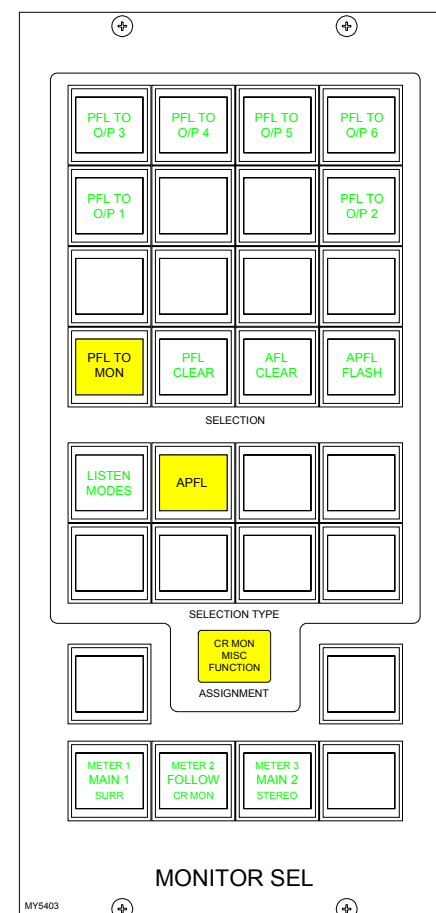 PFL TO
O/P 3
PFL TO
O/P 4
PFL TO
O/P 5
PFL TO
O/P 6
PFL TO
O/P 1
PFL TO
O/P 2
PFL TO
MON
PFL
CLEAR
AFL
CLEAR
APFL
FLASH
SELECTION
LISTEN
MODES
APFL
SELECTION TYPE
CR MON
MISC
FUNCTION
ASSIGNMENT
METER 1
MAIN 1
SURR
METER 2
FOLLOW
CR MON
METER 3
MAIN 2
STEREO
MONITOR SEL
MY5403